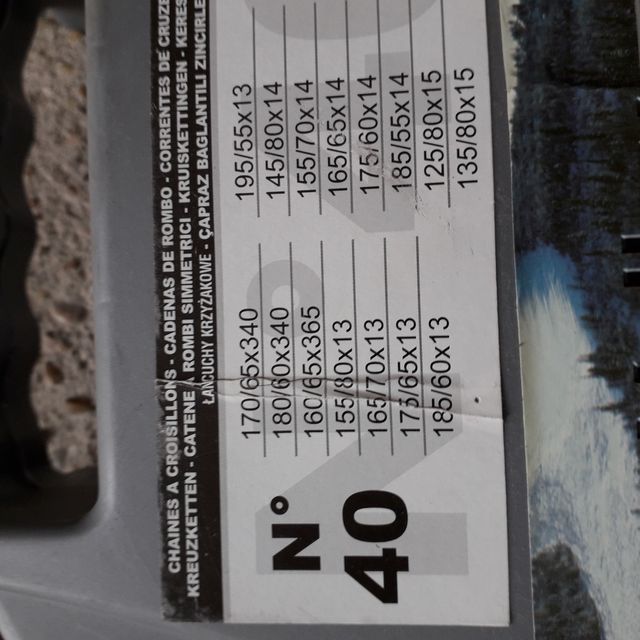 CHAINES A CROISILLONS - CADENAS DE ROMBO - CORRENTES DE CRUZE
KREUZKETTEN - CATENE - ROMBI SIMMETRICI - KRUISKETTINGEN - KERES
ŁAŃCUCHY KRZYŻAKOWE - ÇAPRAZ BAGLANTILI ZINCIRLE
N°
40
170/65x340
180/60x340
160/65x365
155/80x13
165/70x13
175/65x13
185/60x13
195/55x13
145/80x14
155/70x14
165/65x14
175/60x14
185/55x14
125/80x15
135/80x15